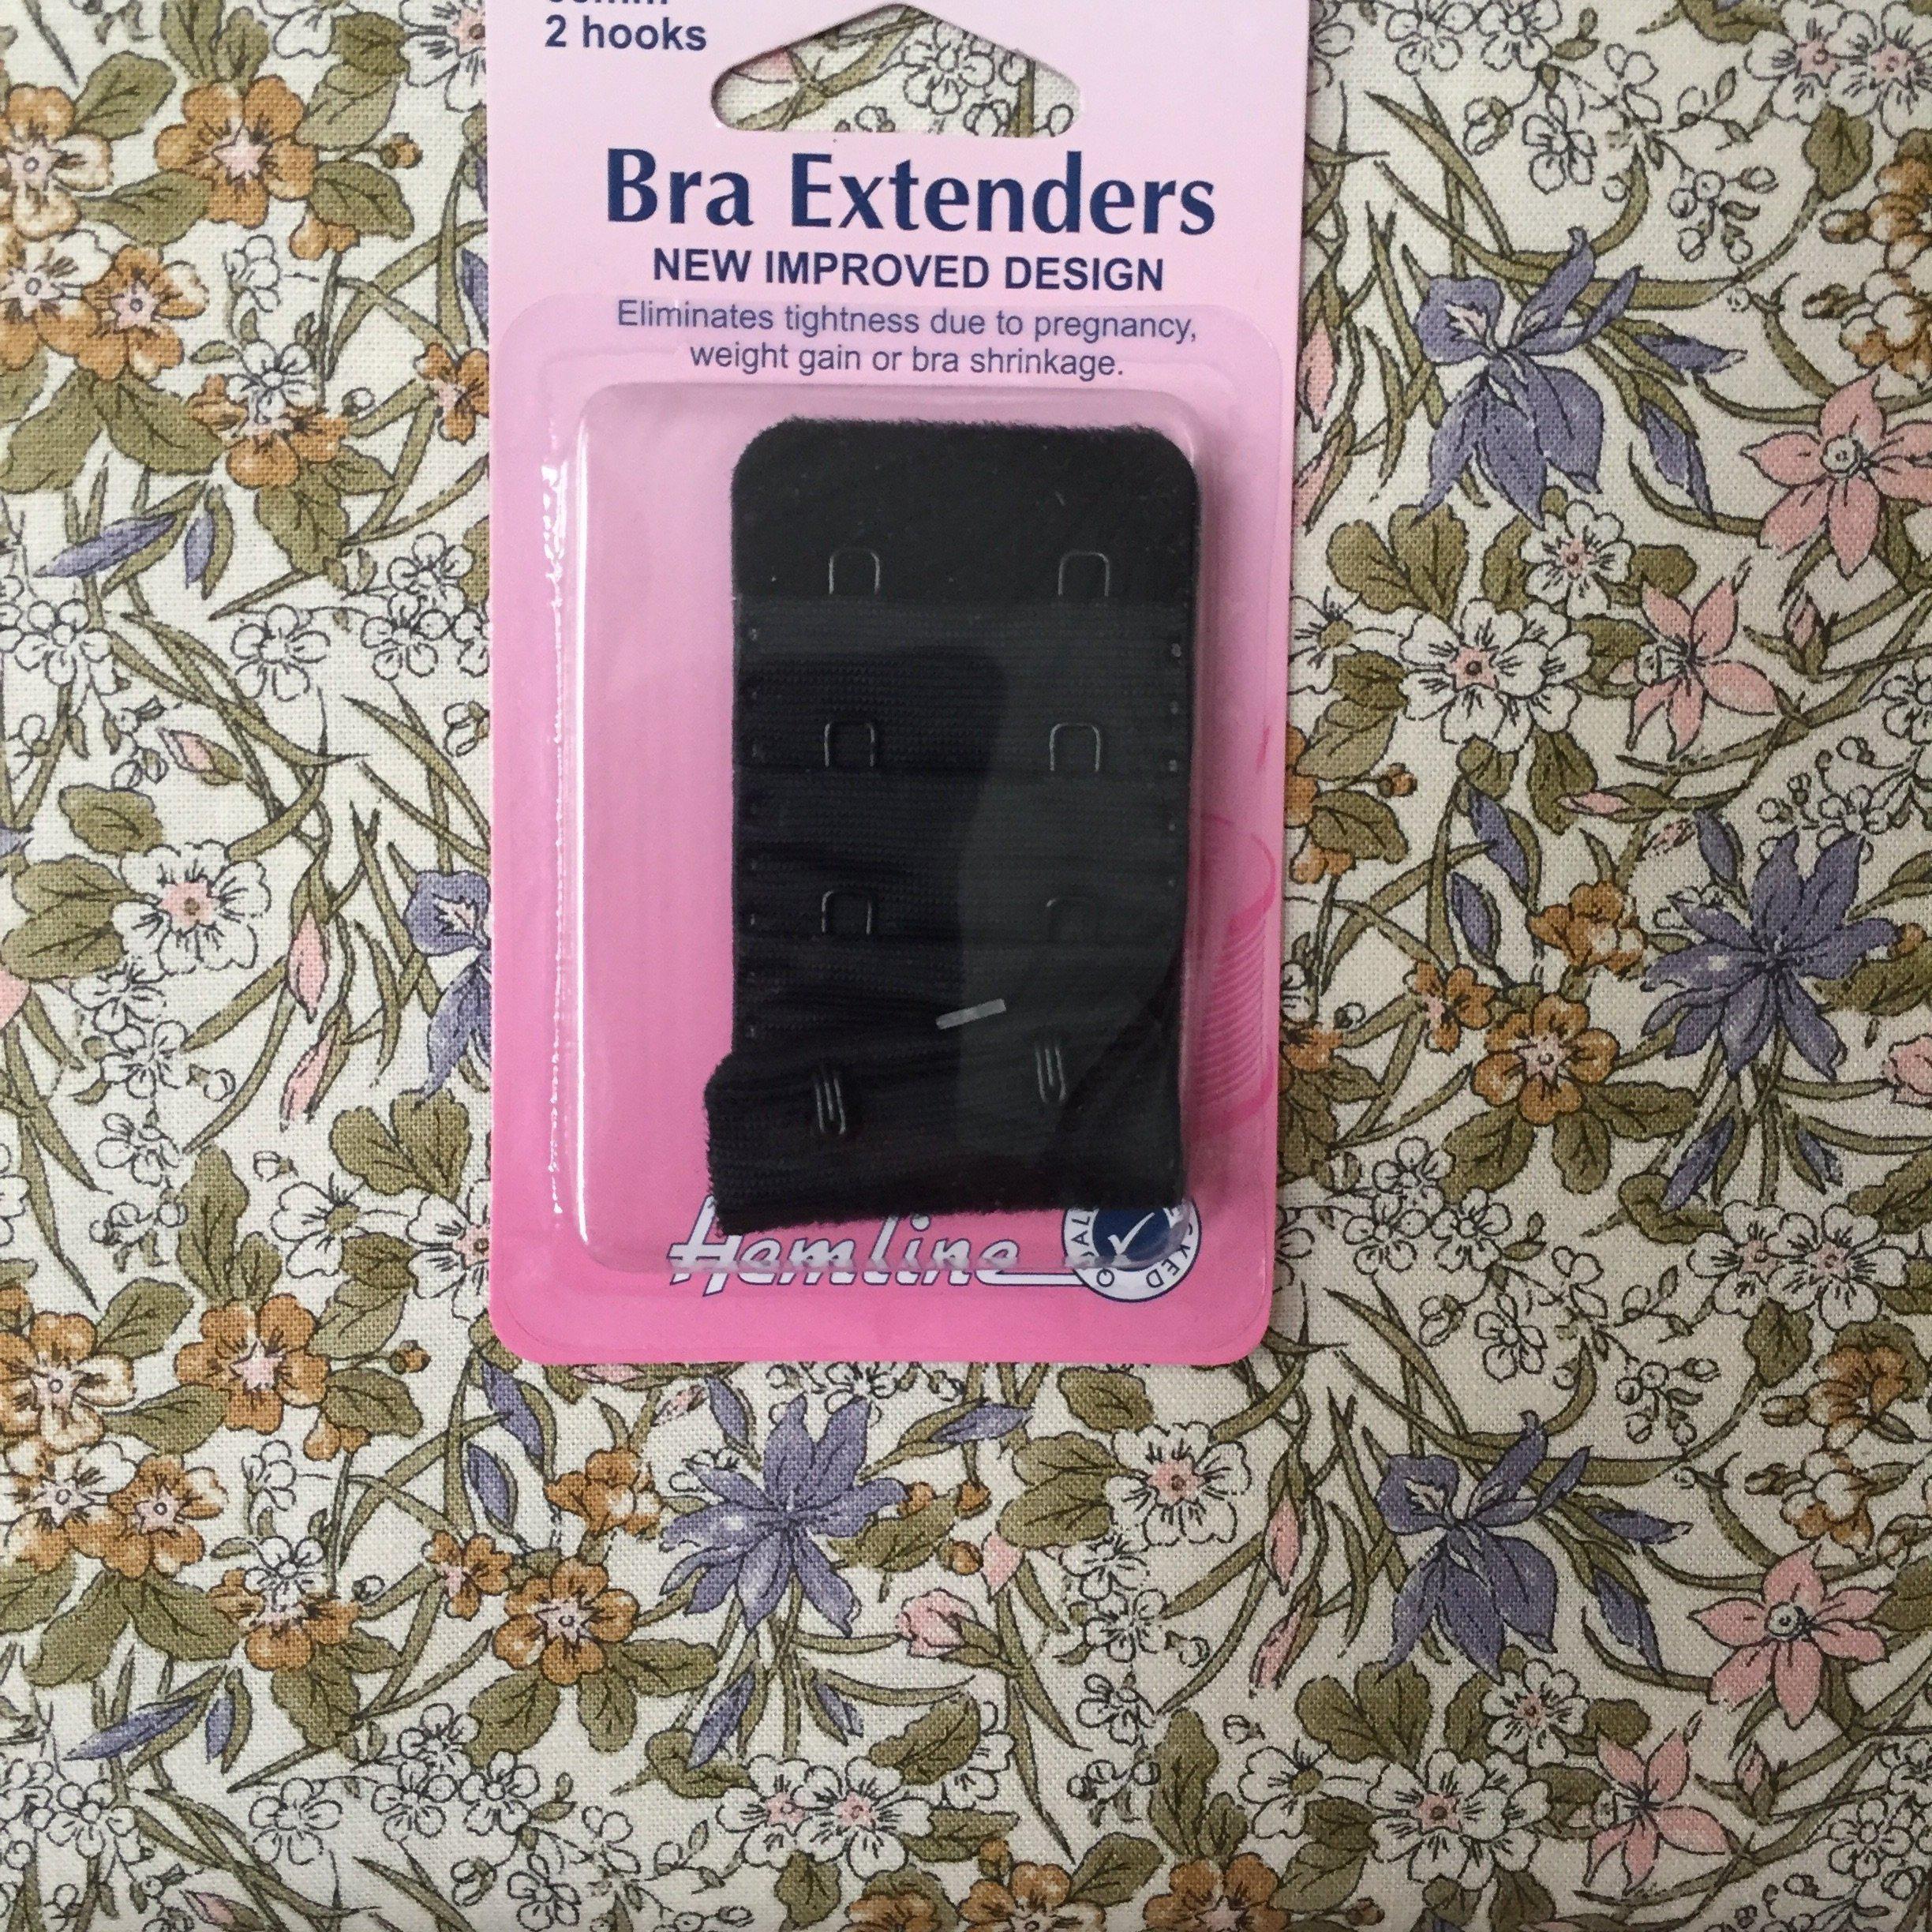 2 hooks
Bra Extenders
NEW IMPROVED DESIGN
Eliminates tightness due to pregnancy,
weight gain or bra shrinkage.
Hemline